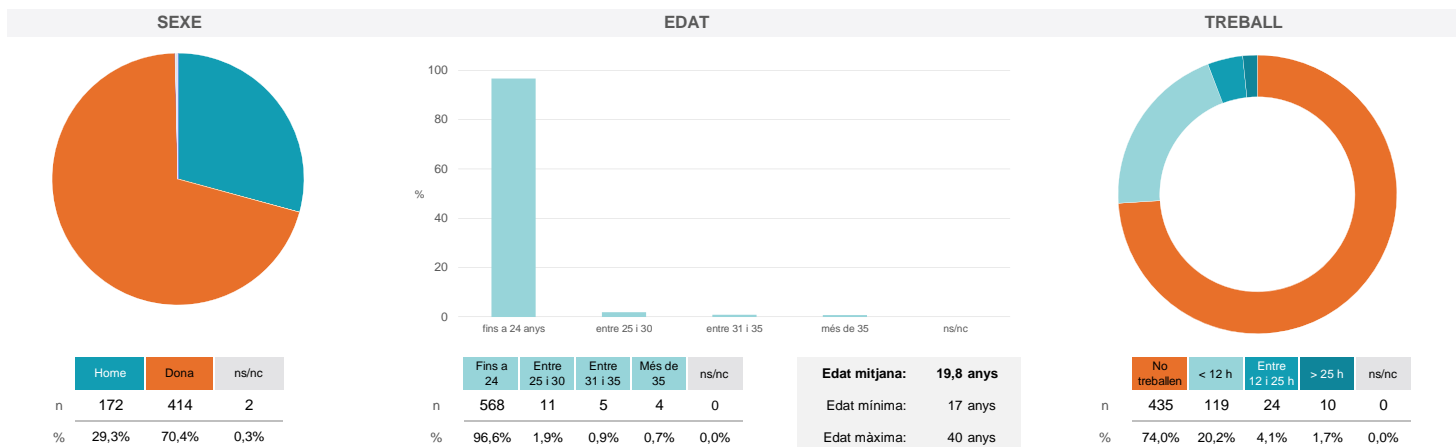 SEXE EDAT TREBALL
100
80
60
%
40
20
0
fins a 24 anys entre 25 i 30 entre 31 i 35 més de 35 ns/nc
Home Dona ns/nc
n 172 414 2
% 29,3% 70,4% 0,3%
Fins a 24 Entre 25 i 30 Entre 31 i 35 Més de 35 ns/nc
n 568 11 5 4 0
% 96,6% 1,9% 0,9% 0,7% 0,0%
Edat mitjana: 19,8 anys
Edat mínima: 17 anys
Edat màxima: 40 anys
No treballen < 12 h Entre 12 i 25 h > 25 h ns/nc
n 435 119 24 10 0
% 74,0% 20,2% 4,1% 1,7% 0,0%